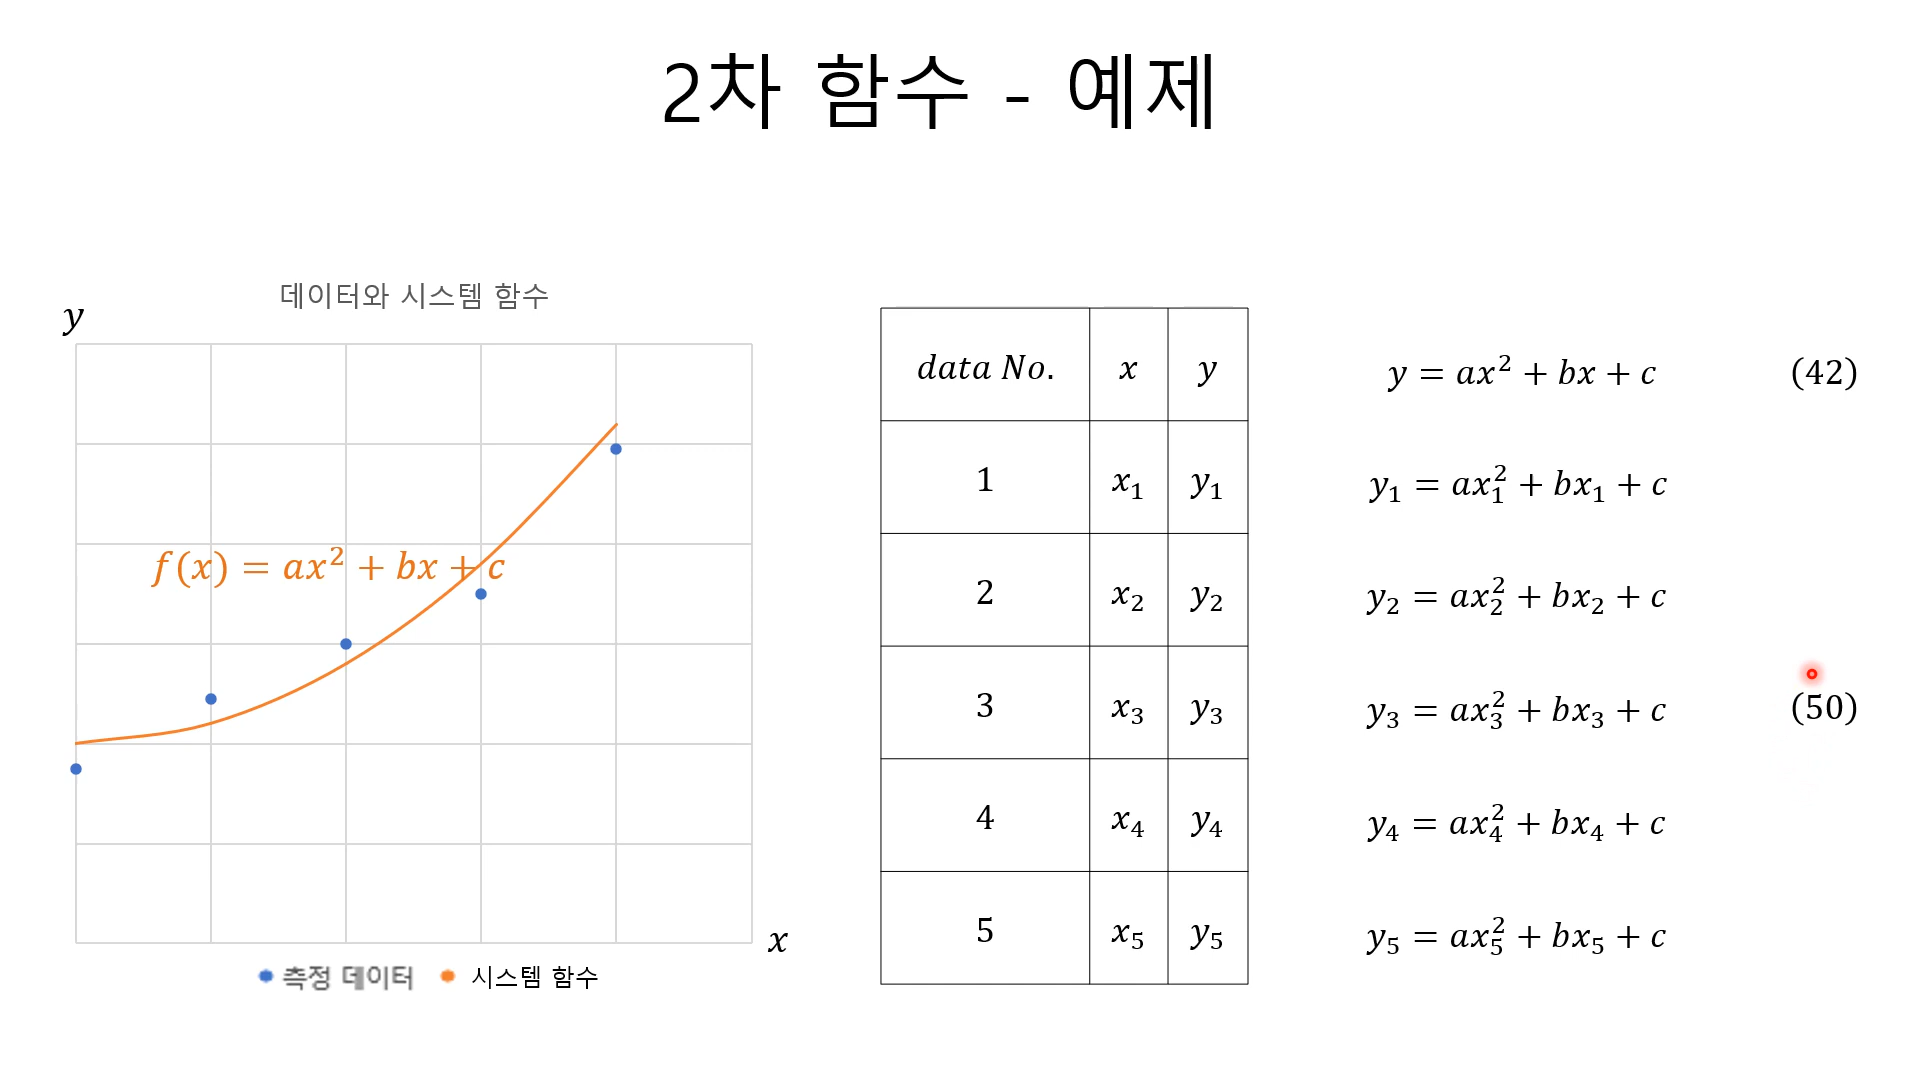 2차 함수 - 예제
데이터와 시스템 함수
y
f(x) = ax² + bx + c
x
측정 데이터 시스템 함수
data No. x y
1 x₁ y₁
2 x₂ y₂
3 x₃ y₃
4 x₄ y₄
5 x₅ y₅
y = ax² + bx + c (42)
y₁ = ax₁² + bx₁ + c
y₂ = ax₂² + bx₂ + c
y₃ = ax₃² + bx₃ + c (50)
y₄ = ax₄² + bx₄ + c
y₅ = ax₅² + bx₅ + c